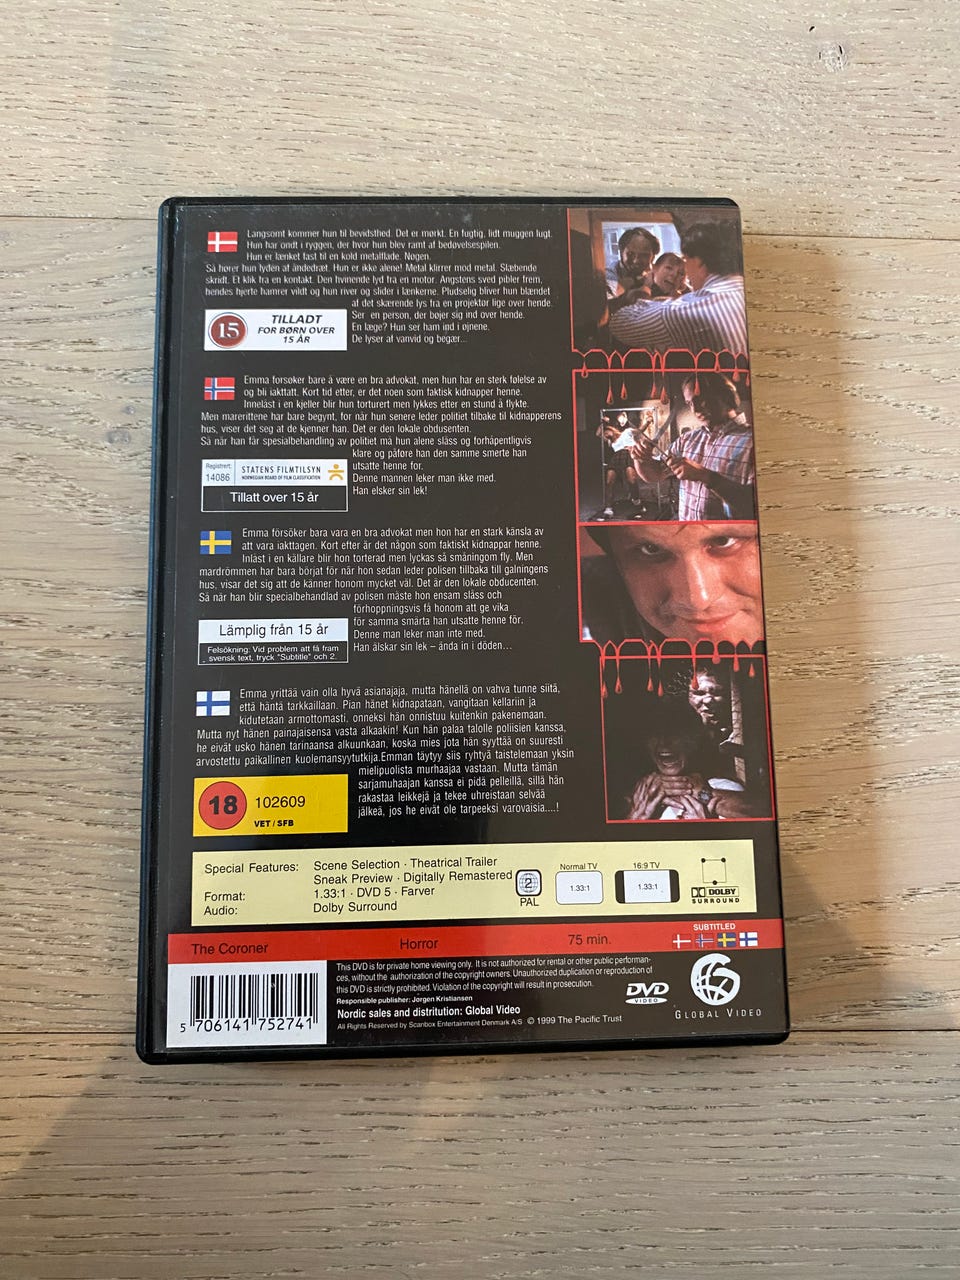 Langsomt kommer hun til bevidsthed. Det er mørkt. En fugtig, lidt muggen lugt.
Hun har ondt i ryggen, der hvor hun blev ramt af bedøvelsespilen.
Hun er lænket fast til en kold metalflade. Nøgen.
Så hører hun lyden af åndedræt. Hun er ikke alene! Metal klirrer mod metal. Slæbende
skridt. Et klik fra en kontakt. Den hvinende lyd fra en motor. Angstens sved pibler frem,
hendes hjerte hamrer vildt og hun river og slider i lænkerne. Pludselig bliver hun blændet
af det skærende lys fra en projektor lige over hende.
Ser en person, der bøjer sig ind over hende.
En læge? Hun ser ham ind i øjnene.
De lyser af vanvid og begær...
15
TILLADT
FOR BØRN OVER
15 ÅR
Emma forsøker bare å være en bra advokat, men hun har en sterk følelse av
og bli iakttatt. Kort tid etter, er det noen som faktisk kidnapper henne.
Innelåst i en kjeller blir hun torturert men lykkes etter en stund å flykte.
Men marerittene har bare begynt, for når hun senere leder politiet tilbake til kidnapperens
hus, viser det seg at de kjenner han. Det er den lokale obdusenten.
Så når han får spesialbehandling av politiet må hun alene slåss og forhåpentligvis
klare og påføre han den samme smerte han
utsatte henne for.
Denne mannen leker man ikke med.
Han elsker sin lek!
Registrert:
14086
STATENS FILMTILSYN
NORWEGIAN BOARD OF FILM CLASSIFICATION
Tillatt over 15 år
Emma försöker bara vara en bra advokat men hon har en stark känsla av
att vara iakttagen. Kort efter är det någon som faktiskt kidnappar henne.
Inlåst i en källare blir hon torterad men lyckas så småningom fly. Men
mardrömmen har bara börjat för när hon sedan leder polisen tillbaka till galningens
hus, visar det sig att de känner honom mycket väl. Det är den lokale obducenten.
Så när han blir specialbehandlad av polisen måste hon ensam slåss och
förhoppningsvis få honom att ge vika
för samma smärta han utsatte henne för.
Denne man leker man inte med.
Han älskar sin lek – ända in i döden...
Lämplig från 15 år
Felsökning: Vid problem att få fram
svensk text, tryck "Subtitle" och 2.
Emma yrittää vain olla hyvä asianajaja, mutta hänellä on vahva tunne siitä,
että häntä tarkkaillaan. Pian hänet kidnapataan, vangitaan kellariin ja
kidutetaan armottomasti, onneksi hän onnistuu kuitenkin pakenemaan.
Mutta nyt hänen painajaisensa vasta alkaakin! Kun hän palaa talolle poliisien kanssa,
he eivät usko hänen tarinaansa alkuunkaan, koska mies jota hän syyttää on suuresti
arvostettu paikallinen kuolemansyytutkija.Emman täytyy siis ryhtyä taistelemaan yksin
mielipuolista murhaajaa vastaan. Mutta tämän
sarjamuhaajan kanssa ei pidä pelleillä, sillä hän
rakastaa leikkejä ja tekee uhreistaan selvää
jälkeä, jos he eivät ole tarpeeksi varovaisia....!
18
102609
VET / SFB
Special Features: Scene Selection · Theatrical Trailer
Sneak Preview · Digitally Remastered
Format: 1.33:1 · DVD 5 · Farver
Audio: Dolby Surround
2
PAL
Normal TV
1.33:1
16:9 TV
1.33:1
DOLBY
SURROUND
The Coroner Horror 75 min.
SUBTITLED
5 706141 752741
This DVD is for private home viewing only. It is not authorized for rental or other public performan-
ces, without the authorization of the copyright owners. Unauthorized duplication or reproduction of
this DVD is strictly prohibited. Violation of the copyright will result in prosecution.
Responsible publisher: Jørgen Kristiansen
Nordic sales and distritution: Global Video
All Rights Reserved by Scanbox Entertainment Denmark A/S © 1999 The Pacific Trust
DVD
VIDEO
GLOBAL VIDEO